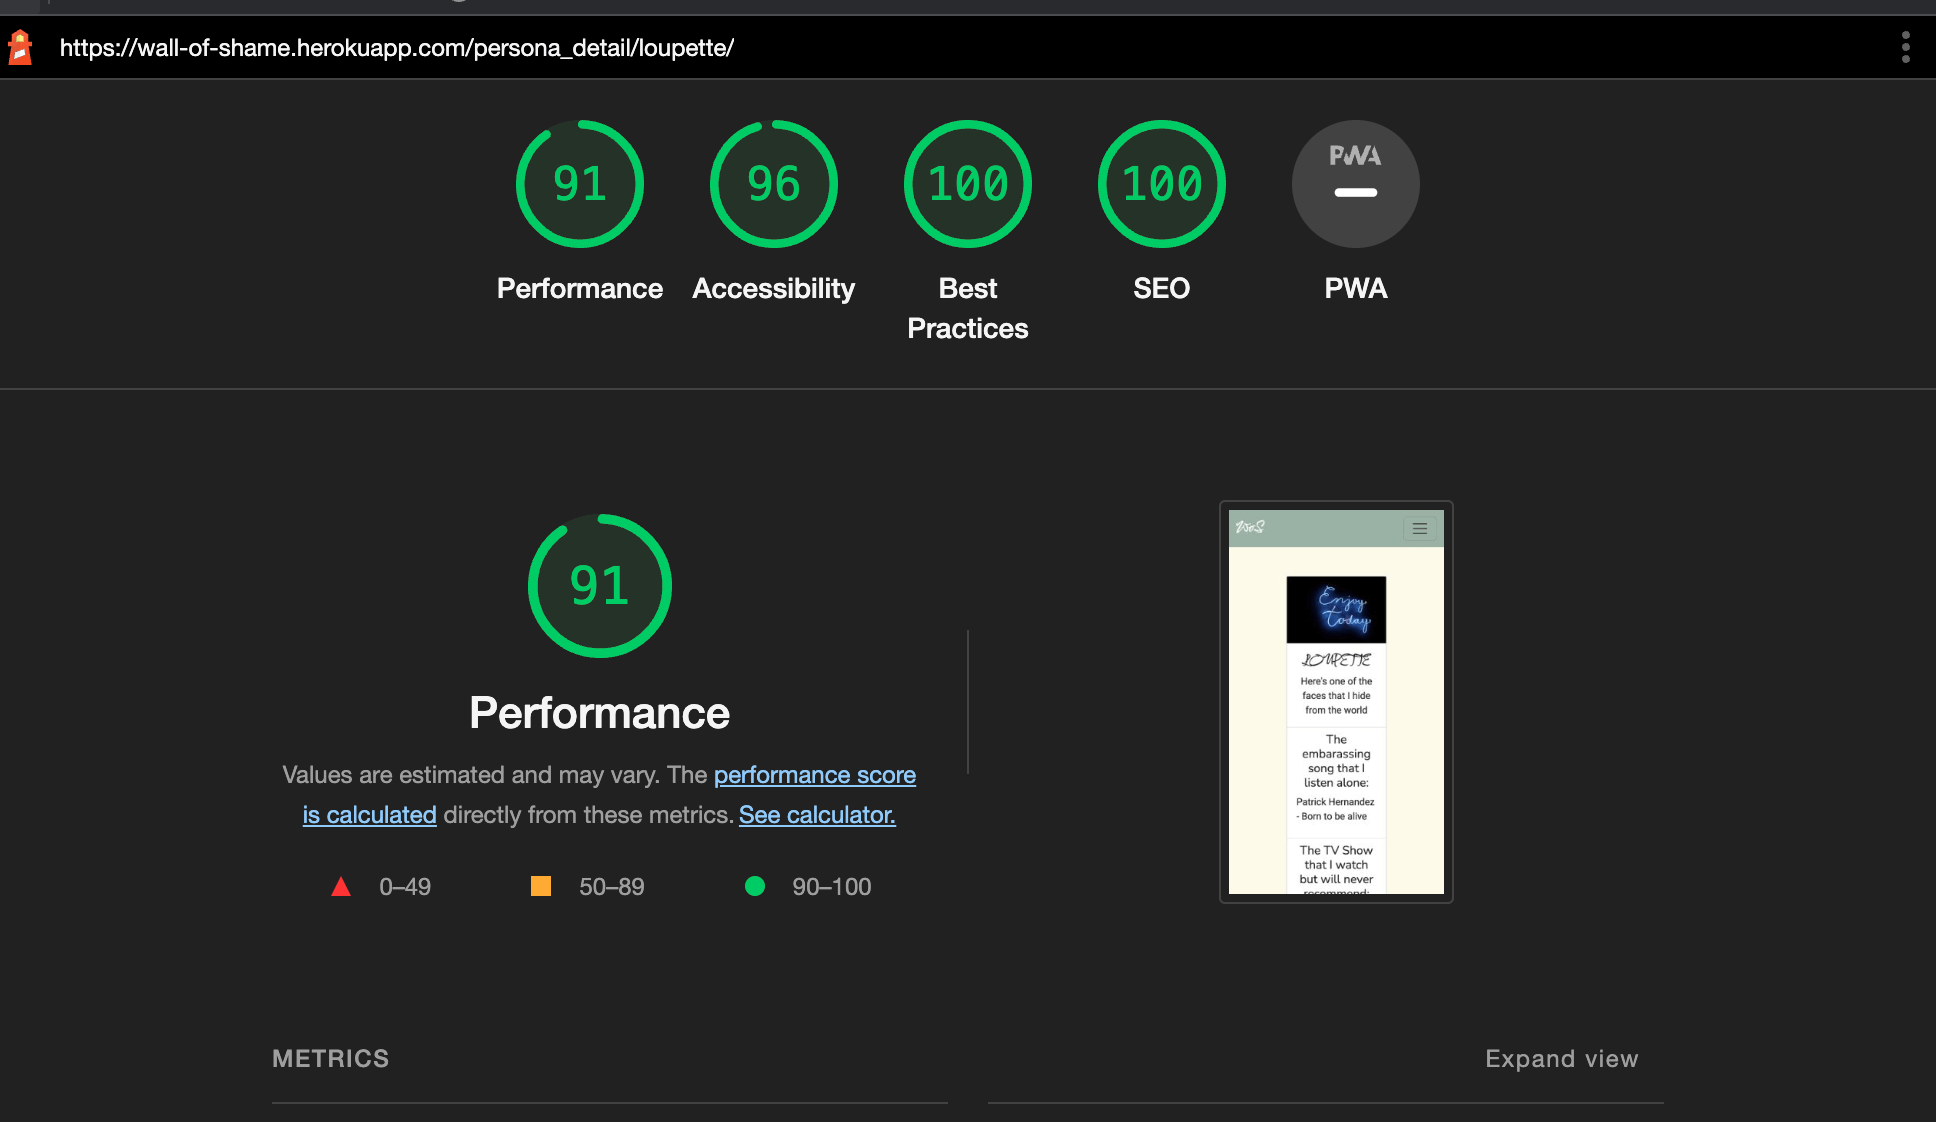 https://wall-of-shame.herokuapp.com/persona_detail/loupette/
91
96
100
100
PWA
Performance
Accessibility
Best
Practices
SEO
PWA
91
Performance
Values are estimated and may vary. The performance score
is calculated directly from these metrics. See calculator.
0–49
50–89
90–100
WoS
Enjoy
Today
LOUPETTE
Here's one of the
faces that I hide
from the world
The
embarassing
song that I
listen alone:
Patrick Hernandez
- Born to be alive
The TV Show
that I watch
but will never
recommend:
METRICS
Expand view